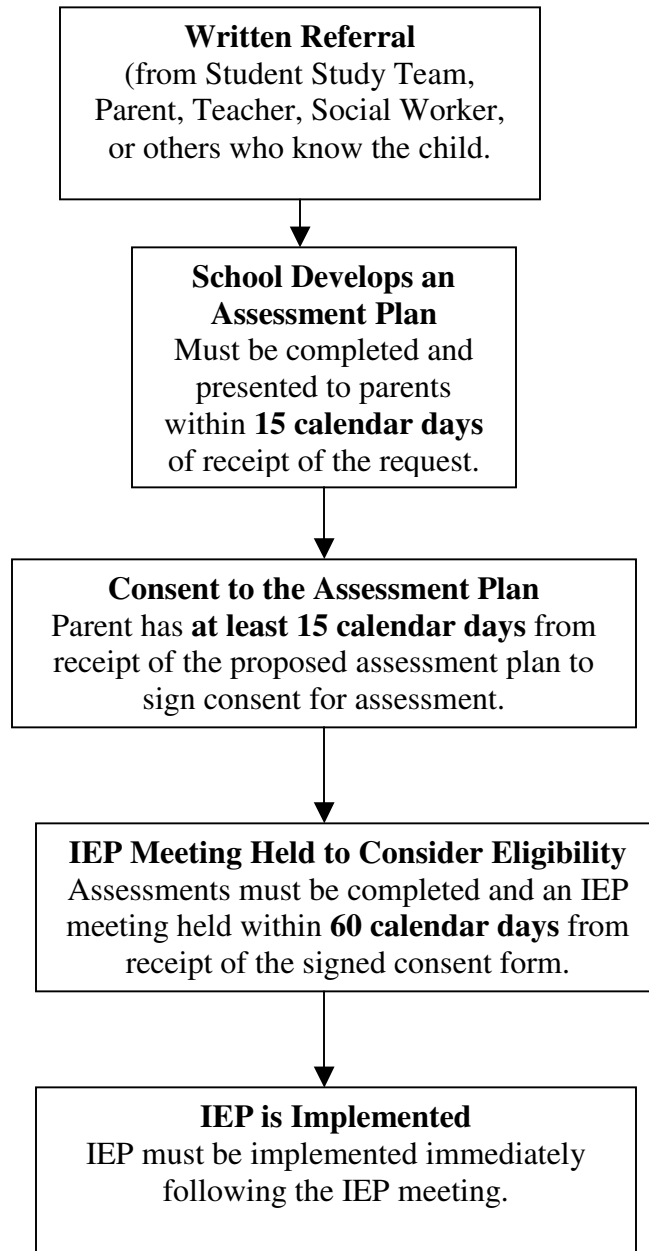 Written Referral
(from Student Study Team,
Parent, Teacher, Social Worker,
or others who know the child.
School Develops an
Assessment Plan
Must be completed and
presented to parents
within 15 calendar days
of receipt of the request.
Consent to the Assessment Plan
Parent has at least 15 calendar days from
receipt of the proposed assessment plan to
sign consent for assessment.
IEP Meeting Held to Consider Eligibility
Assessments must be completed and an IEP
meeting held within 60 calendar days from
receipt of the signed consent form.
IEP is Implemented
IEP must be implemented immediately
following the IEP meeting.